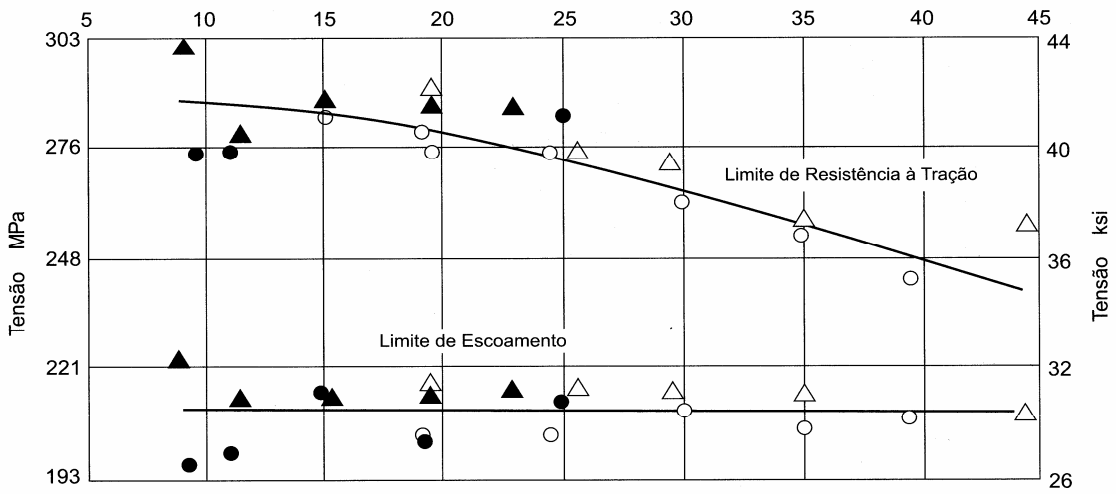 5 10 15 20 25 30 35 40 45
303
276
248
221
193
Tensão MPa
Limite de Resistência à Tração
Limite de Escoamento
44
40
36
32
26
Tensão ksi